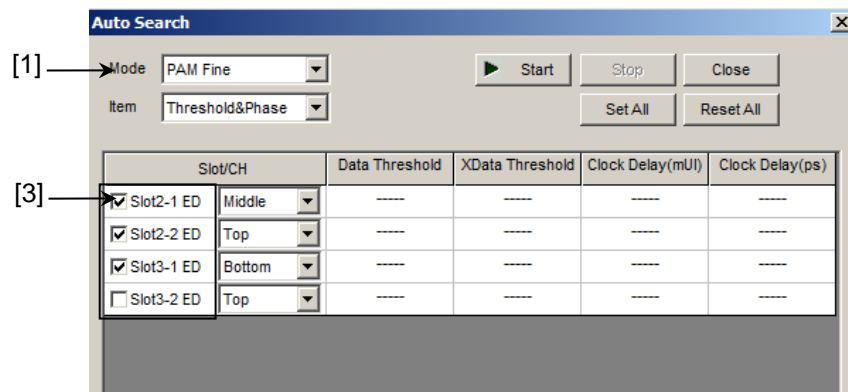 Auto Search
[1] Mode PAM Fine Start Stop Close
Item Threshold&Phase Set All Reset All
Slot/CH Data Threshold XData Threshold Clock Delay(mUI) Clock Delay(ps)
[3] Slot2-1 ED Middle ----- ----- ----- -----
Slot2-2 ED Top ----- ----- ----- -----
Slot3-1 ED Bottom ----- ----- ----- -----
Slot3-2 ED Top ----- ----- ----- -----